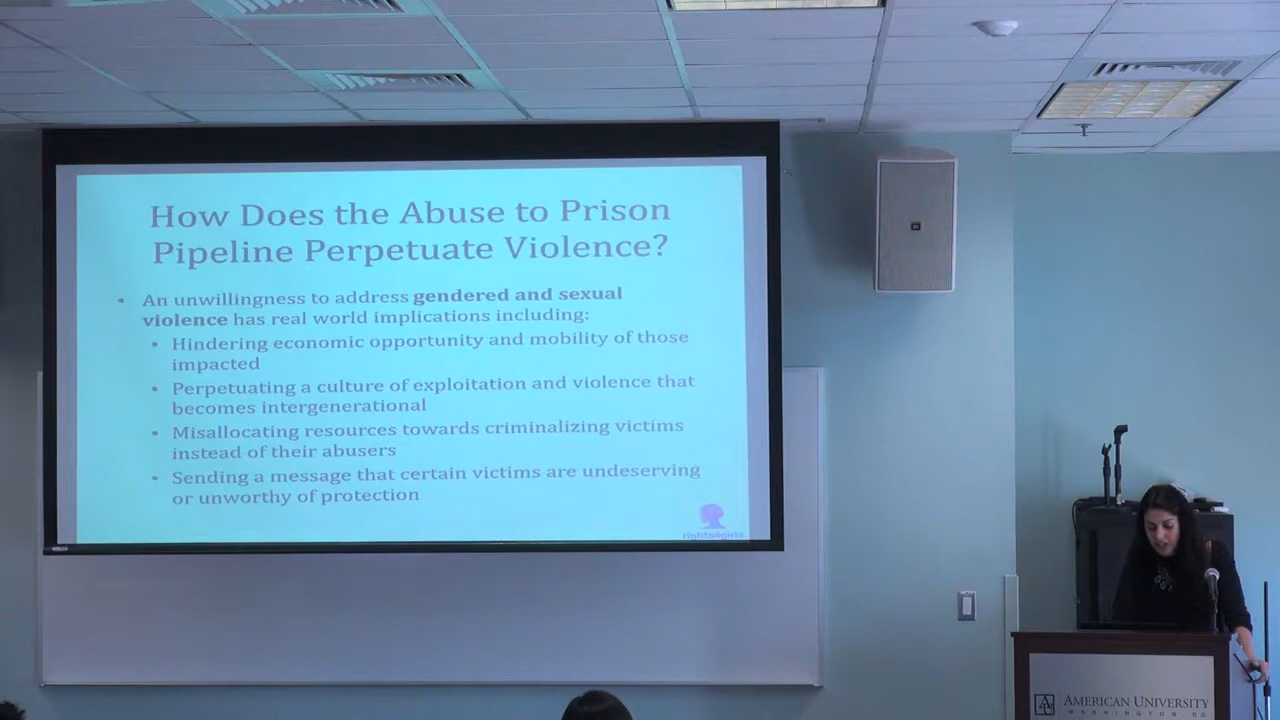 How Does the Abuse to Prison
Pipeline Perpetuate Violence?
• An unwillingness to address gendered and sexual
violence has real world implications including:
• Hindering economic opportunity and mobility of those
impacted
• Perpetuating a culture of exploitation and violence that
becomes intergenerational
• Misallocating resources towards criminalizing victims
instead of their abusers
• Sending a message that certain victims are undeserving
or unworthy of protection
rights4girls
AMERICAN UNIVERSITY
WASHINGTON, DC